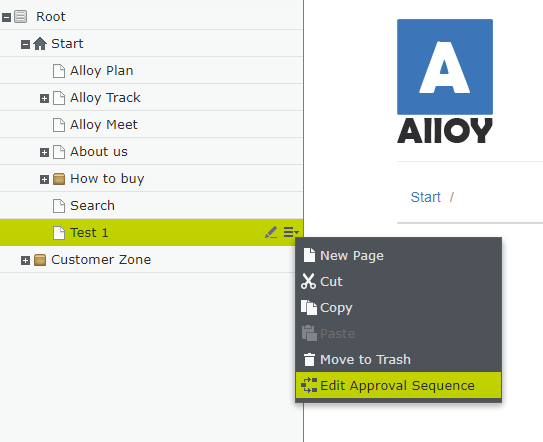 Root
Start
Alloy Plan
Alloy Track
Alloy Meet
About us
How to buy
Search
Test 1
Customer Zone
A
Alloy
Start /
New Page
Cut
Copy
Paste
Move to Trash
Edit Approval Sequence